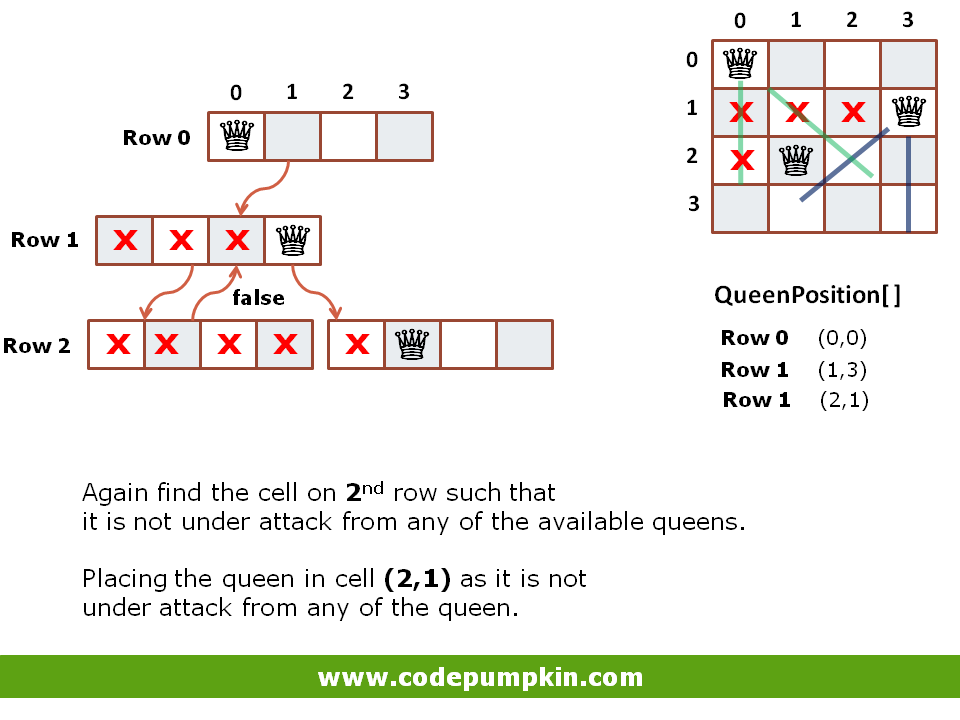 0 1 2 3
Row 0
Row 1 X X X
false
Row 2 X X X X X
0 1 2 3
0
1 X X X
2 X
3
QueenPosition[ ]
Row 0 (0,0)
Row 1 (1,3)
Row 1 (2,1)
Again find the cell on 2nd row such that
it is not under attack from any of the available queens.
Placing the queen in cell (2,1) as it is not
under attack from any of the queen.
www.codepumpkin.com